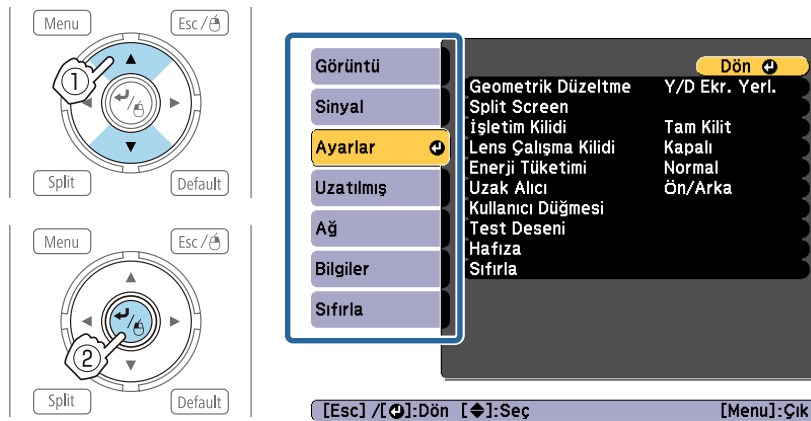 Menu
Esc /
1
Split
Default
Menu
Esc /
2
Split
Default
Görüntü
Sinyal
Ayarlar
Uzatılmış
Ağ
Bilgiler
Sıfırla
Dön
Geometrik Düzeltme Y/D Ekr. Yerl.
Split Screen
İşletim Kilidi Tam Kilit
Lens Çalışma Kilidi Kapalı
Enerji Tüketimi Normal
Uzak Alıcı Ön/Arka
Kullanıcı Düğmesi
Test Deseni
Hafıza
Sıfırla
[Esc] /[ ]:Dön [ ]:Seç [Menu]:Çık